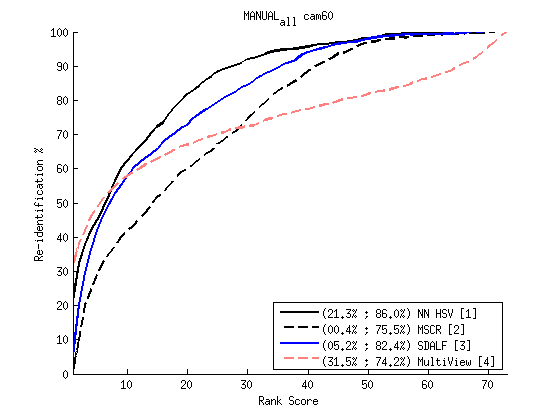 MANUALall cam60
100
90
80
70
60
50
40
30
20
10
0
Re-identification %
10 20 30 40 50 60 70
Rank Score
(21.3% ; 86.0%) NN HSV [1]
(00.4% ; 75.5%) MSCR [2]
(05.2% ; 82.4%) SDALF [3]
(31.5% ; 74.2%) MultiView [4]